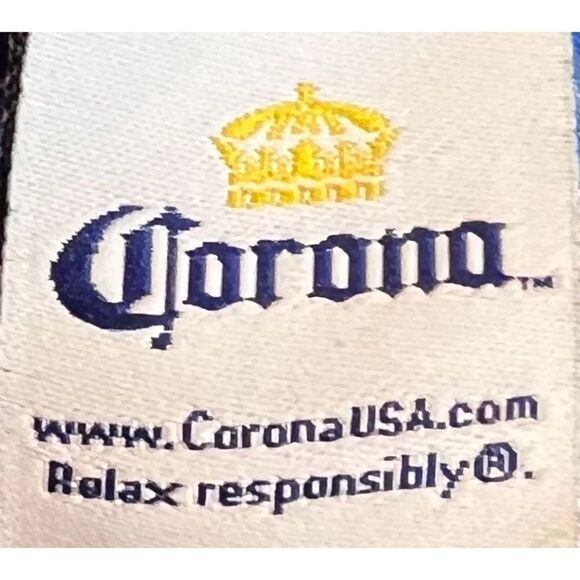 Corona™
www.CoronaUSA.com
Relax responsibly®.